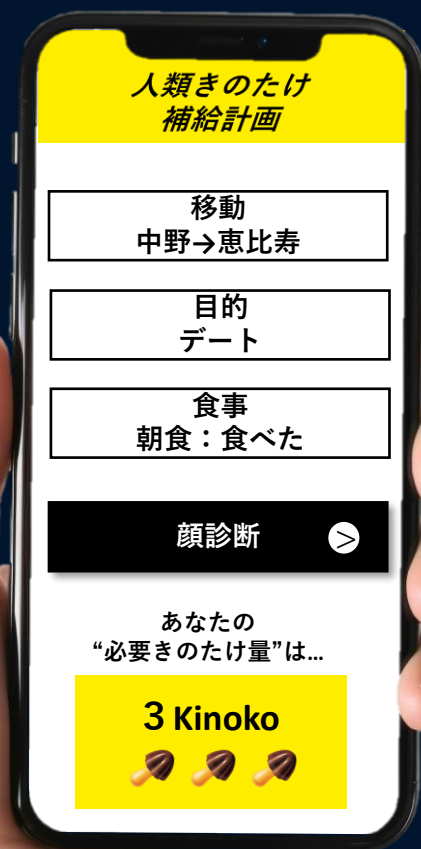 人類きのたけ
補給計画
移動
中野→恵比寿
目的
デート
食事
朝食：食べた
顔診断 >
あなたの
“必要きのたけ量”は...
3 Kinoko